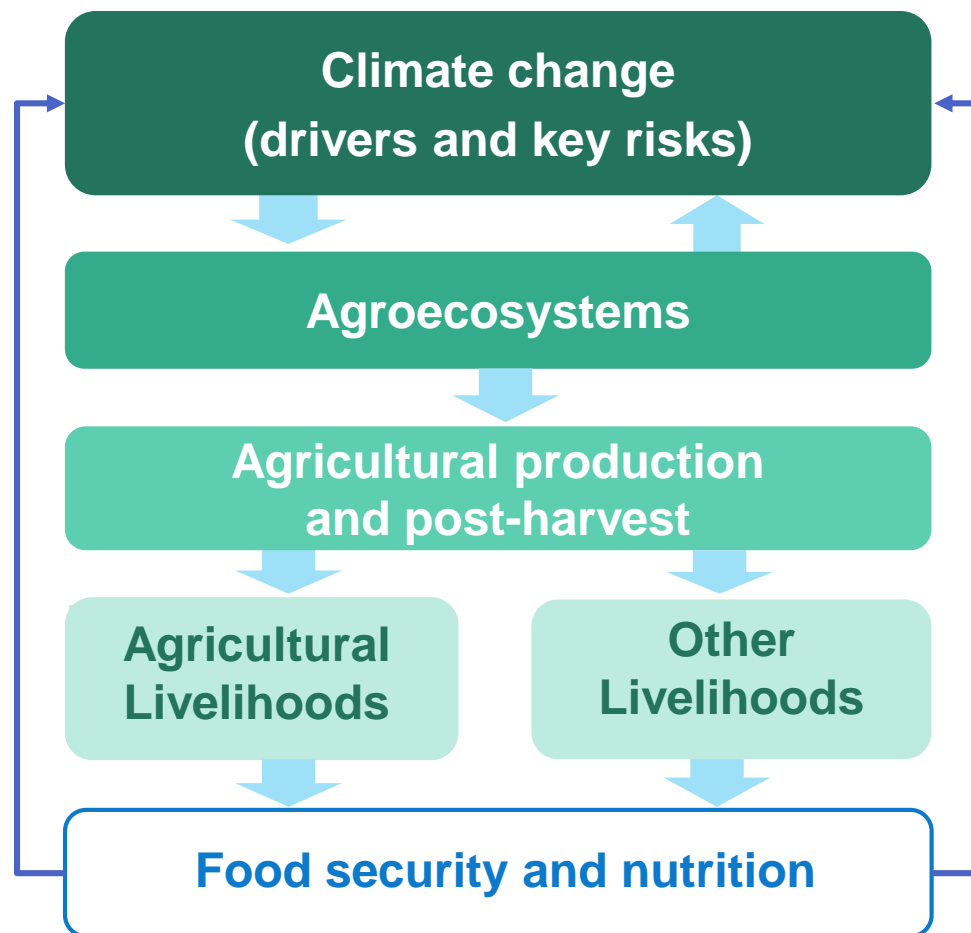 Climate change
(drivers and key risks)
Agroecosystems
Agricultural production
and post-harvest
Agricultural
Livelihoods
Other
Livelihoods
Food security and nutrition